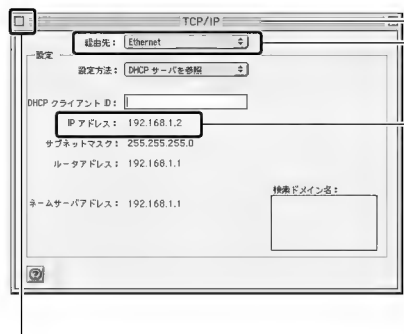 TCP/IP
経由先： Ethernet
設定
設定方法： DHCP サーバを参照
DHCP クライアント ID：
IP アドレス： 192.168.1.2
サブネットマスク： 255.255.255.0
ルータアドレス： 192.168.1.1
検索ドメイン名：
ネームサーバアドレス： 192.168.1.1
?